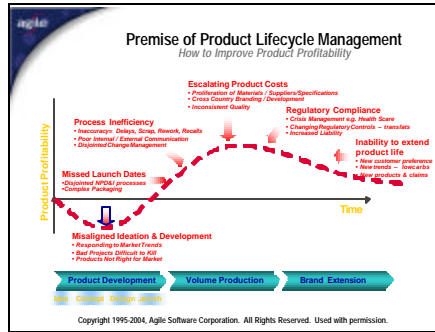 agile
Premise of Product Lifecycle Management
How to Improve Product Profitability
Escalating Product Costs
• Proliferation of Materials / Suppliers/Specifications
• Cross Country Branding / Development
• Inconsistent Quality
Process Inefficiency
• Inaccuracy= Delays, Scrap, Rework, Recalls
• Poor Internal / External Communication
• Disjointed Change Management
Regulatory Compliance
• Crisis Management e.g. Health Scare
• Changing Regulatory Controls – transfats
• Increased Liability
Inability to extend
product life
• New customer preference
• New trends – lowcarbs
• New products & claims
Missed Launch Dates
•Disjointed NPD&I processes
•Complex Packaging
Product Profitability
Time
Misaligned Ideation & Development
• Responding to Market Trends
• Bad Projects Difficult to Kill
• Products Not Right for Market
Product Development
Volume Production
Brand Extension
Idea Concept Design Launch
Copyright 1995-2004, Agile Software Corporation. All Rights Reserved. Used with permission.